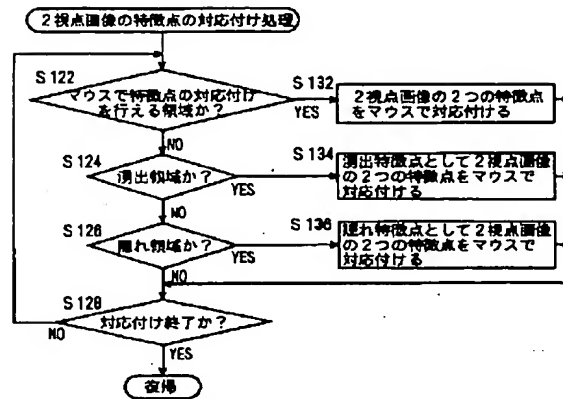 2視点画像の特徴点の対応付け処理
S122
マウスで特徴点の対応付け
を行える領域か?
YES
NO
S132
2視点画像の2つの特徴点
をマウスで対応付ける
S124
湧出領域か?
YES
NO
S134
湧出特徴点として2視点画像
の2つの特徴点をマウスで
対応付ける
S126
隠れ領域か?
YES
NO
S136
隠れ特徴点として2視点画像
の2つの特徴点をマウスで
対応付ける
S128
対応付け終了か?
NO
YES
復帰